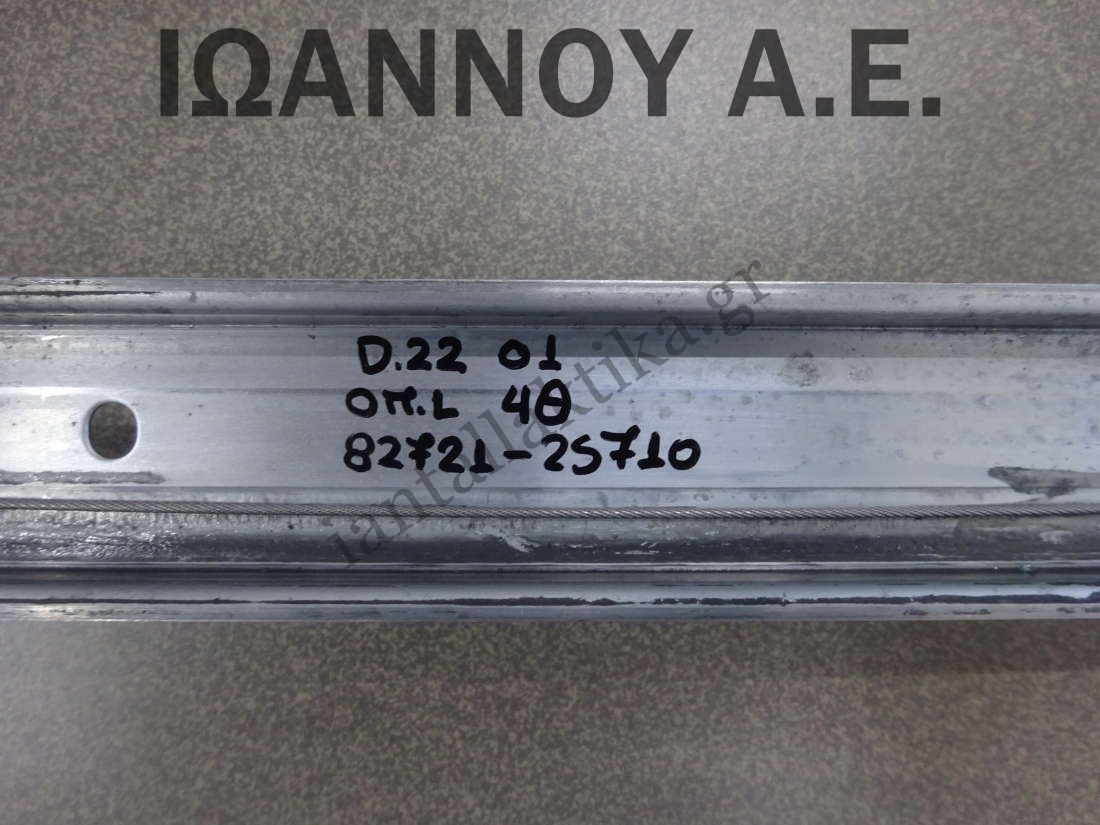 ΙΩΑΝΝΟΥ Α.Ε.
D.22 01
ΟΠ.L 4Θ
82721-2S710
iantallaktika.gr